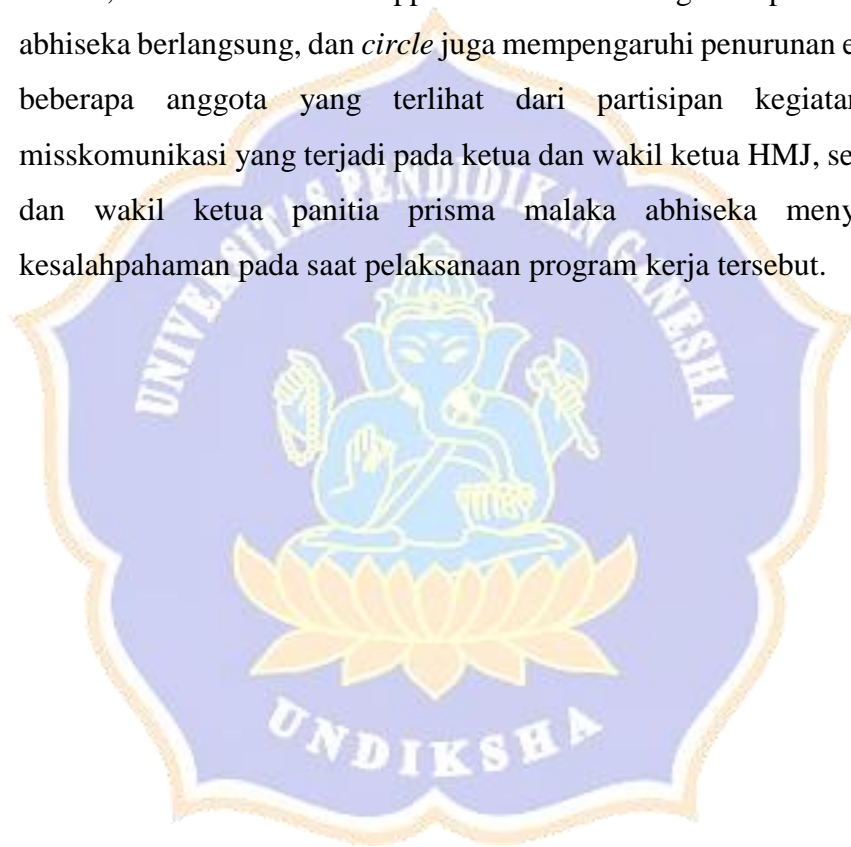 abhiseka berlangsung, dan circle juga mempengaruhi penurunan
beberapa anggota yang terlihat dari partisipan kegiatan
misskomunikasi yang terjadi pada ketua dan wakil ketua HMJ,
dan wakil ketua panitia prisma malaka abhiseka
kesalahpahaman pada saat pelaksanaan program kerja tersebut.
UNIVERSITAS PENDIDIKAN GANESHA
UNDIKSHA